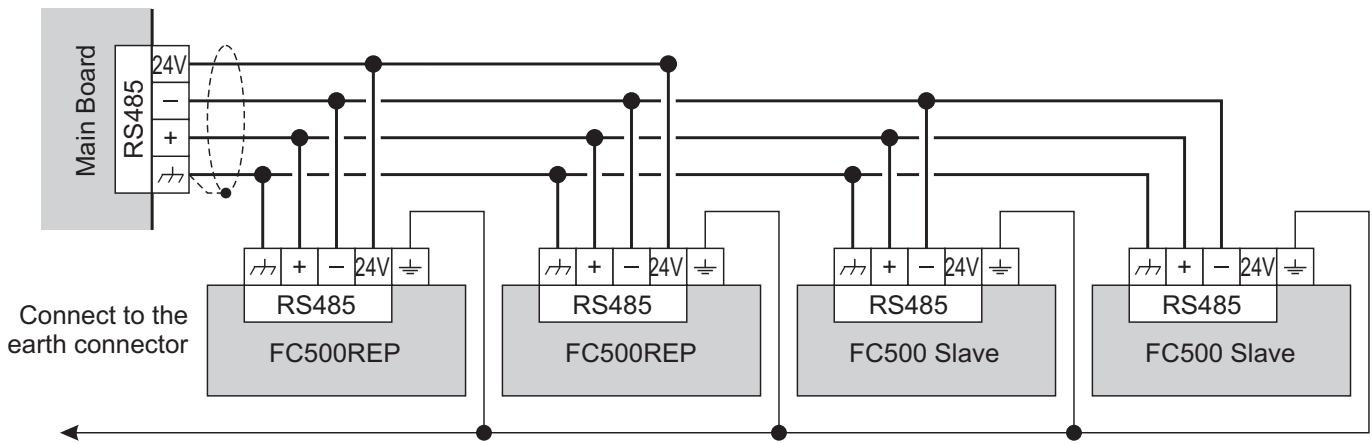 Main Board
RS485
24V
–
+
+ – 24V
RS485
FC500REP
+ – 24V
RS485
FC500REP
+ – 24V
RS485
FC500 Slave
+ – 24V
RS485
FC500 Slave
Connect to the
earth connector